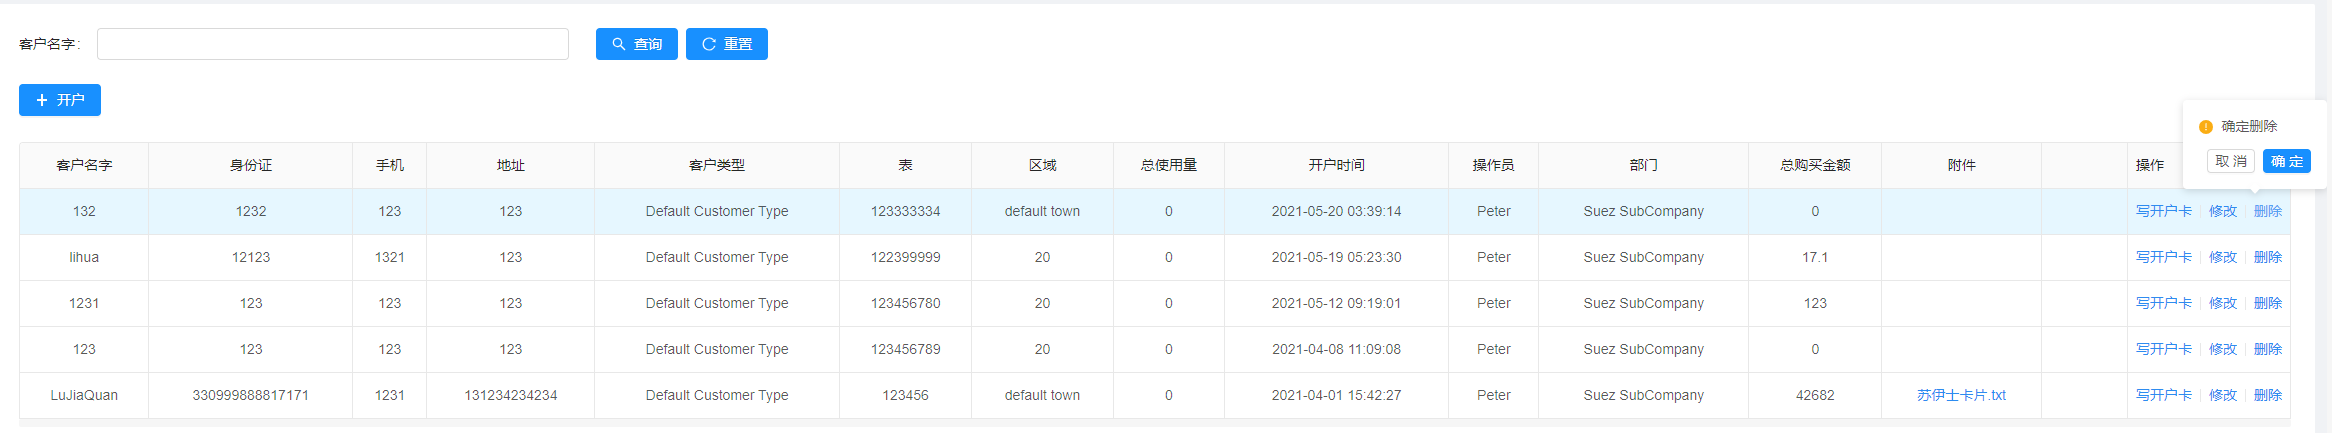 客户名字： 查询 重置
开户
确定删除
取 消 确 定
客户名字 身份证 手机 地址 客户类型 表 区域 总使用量 开户时间 操作员 部门 总购买金额 附件 操作
132 1232 123 123 Default Customer Type 123333334 default town 0 2021-05-20 03:39:14 Peter Suez SubCompany 0 写开户卡 修改 删除
lihua 12123 1321 123 Default Customer Type 122399999 20 0 2021-05-19 05:23:30 Peter Suez SubCompany 17.1 写开户卡 修改 删除
1231 123 123 123 Default Customer Type 123456780 20 0 2021-05-12 09:19:01 Peter Suez SubCompany 123 写开户卡 修改 删除
123 123 123 123 Default Customer Type 123456789 20 0 2021-04-08 11:09:08 Peter Suez SubCompany 0 写开户卡 修改 删除
LuJiaQuan 330999888817171 1231 131234234234 Default Customer Type 123456 default town 0 2021-04-01 15:42:27 Peter Suez SubCompany 42682 苏伊士卡片.txt 写开户卡 修改 删除